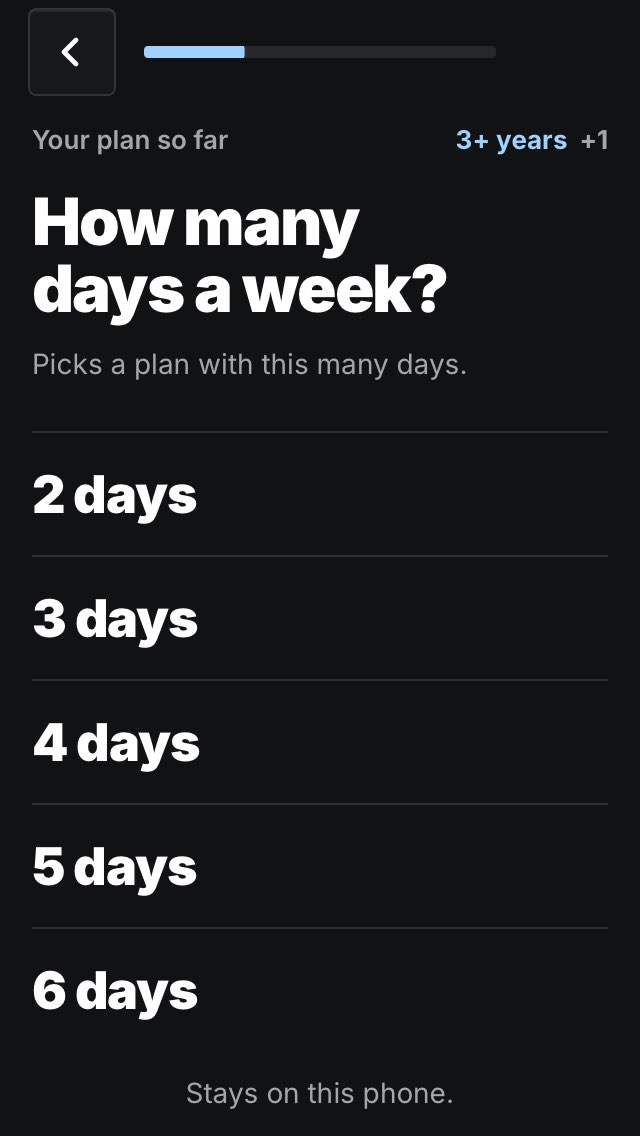 Your plan so far
3+ years +1
How many
days a week?
Picks a plan with this many days.
2 days
3 days
4 days
5 days
6 days
Stays on this phone.